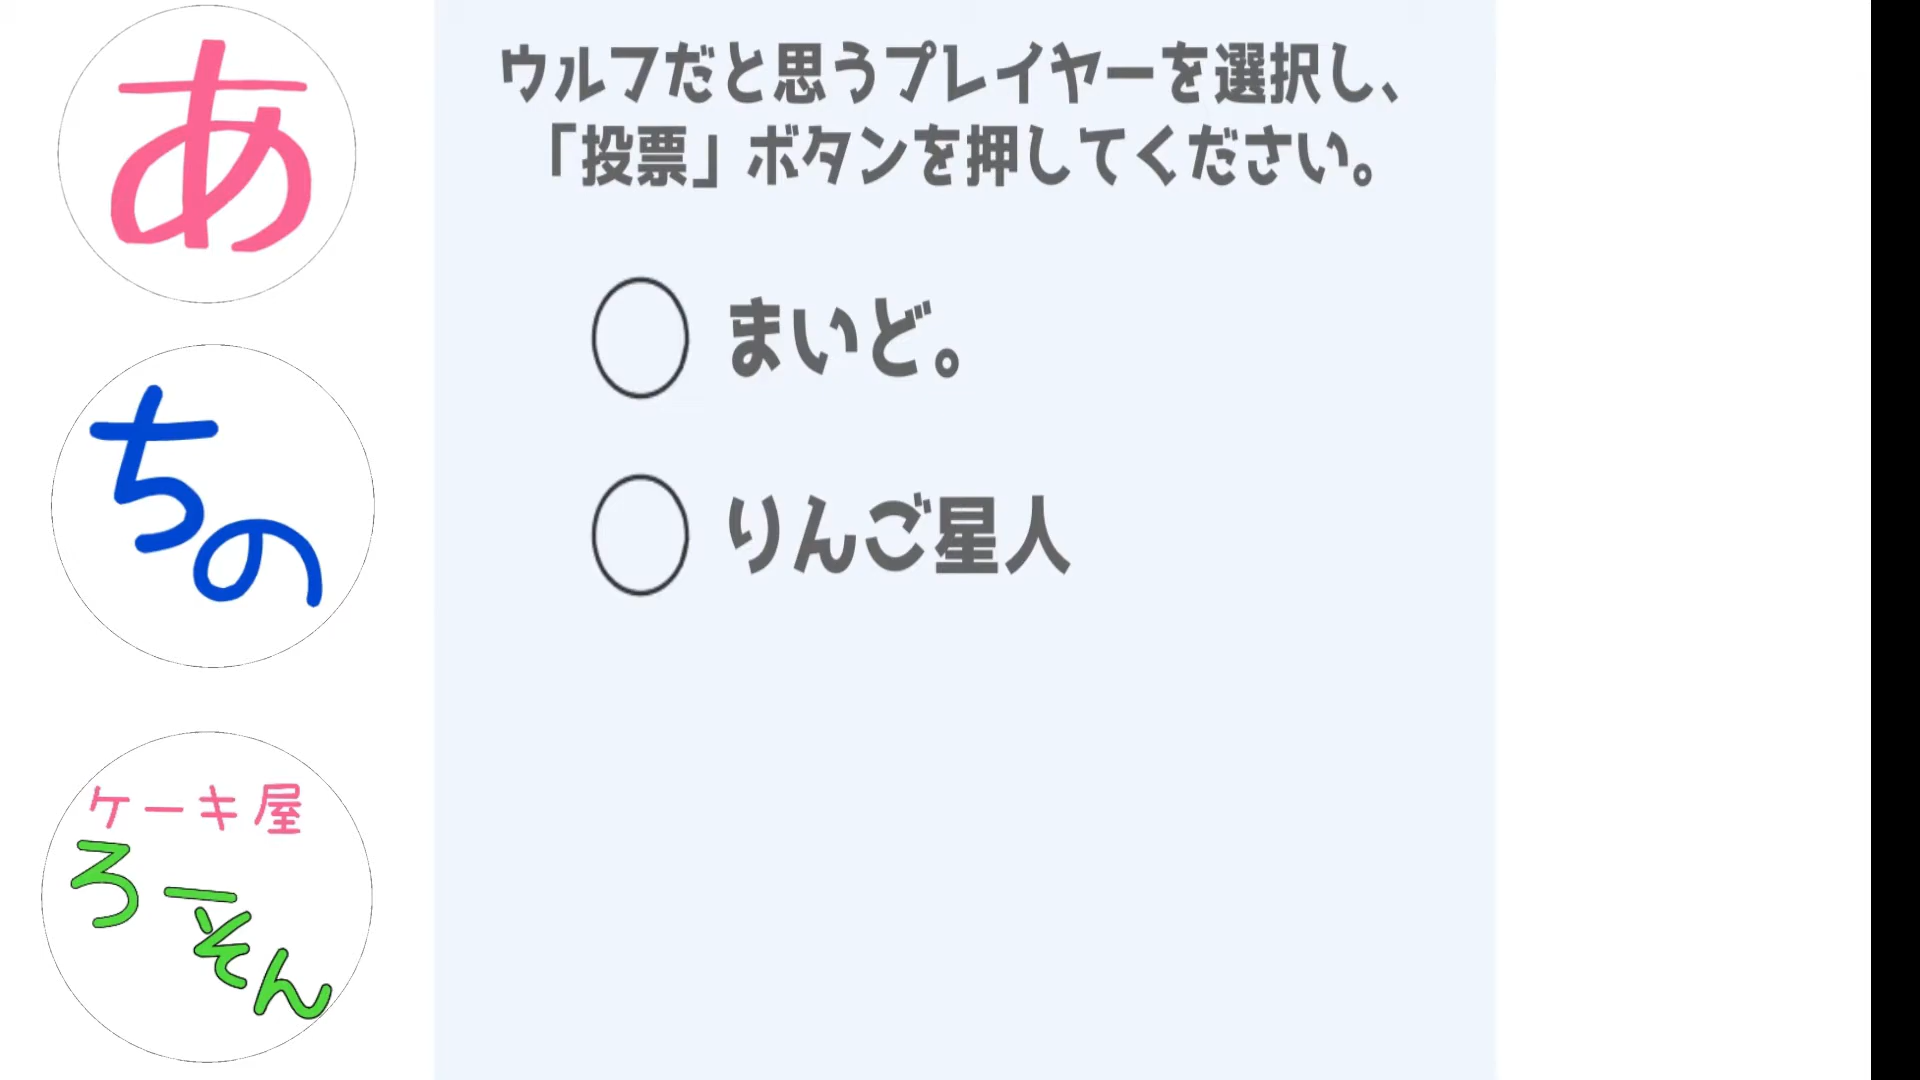 あ
ちの
ケーキ屋
ろーそん
ウルフだと思うプレイヤーを選択し、
「投票」ボタンを押してください。
まいど。
りんご星人